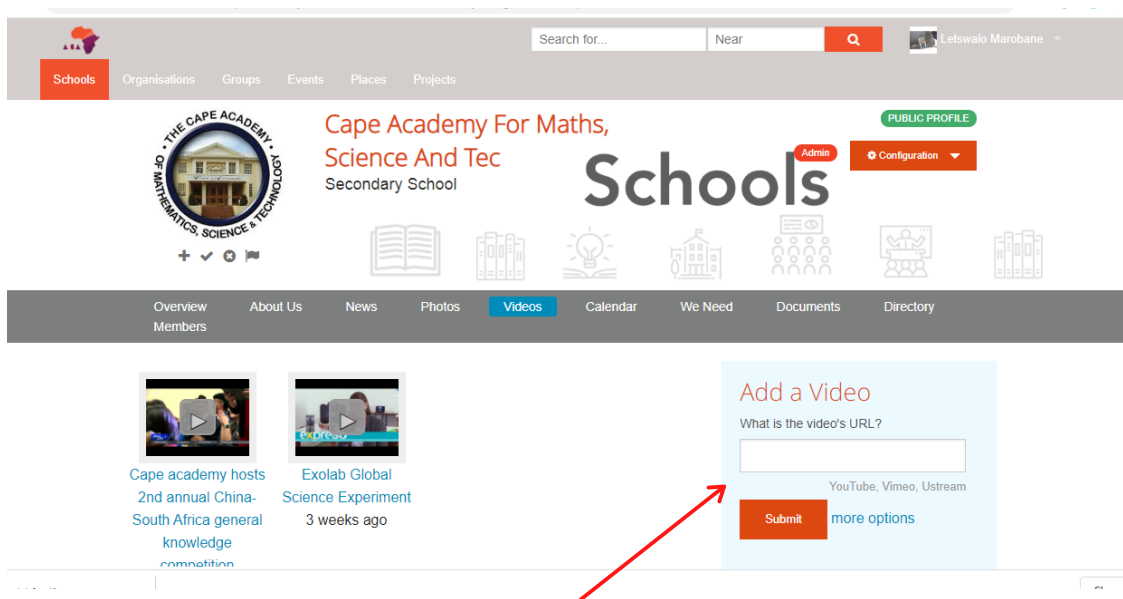 Search for...
Near
Letswalo Marobane
Schools Organisations Groups Events Places Projects
THE CAPE ACADEMY OF MATHEMATICS, SCIENCE & TECHNOLOGY
Cape Academy For Maths,
Science And Tec
Secondary School
Schools
Admin
PUBLIC PROFILE
Configuration
Overview About Us News Photos Videos Calendar We Need Documents Directory
Members
expreso
Cape academy hosts
2nd annual China-
South Africa general
knowledge
competition
Exolab Global
Science Experiment
3 weeks ago
Add a Video
What is the video's URL?
YouTube, Vimeo, Ustream
Submit more options